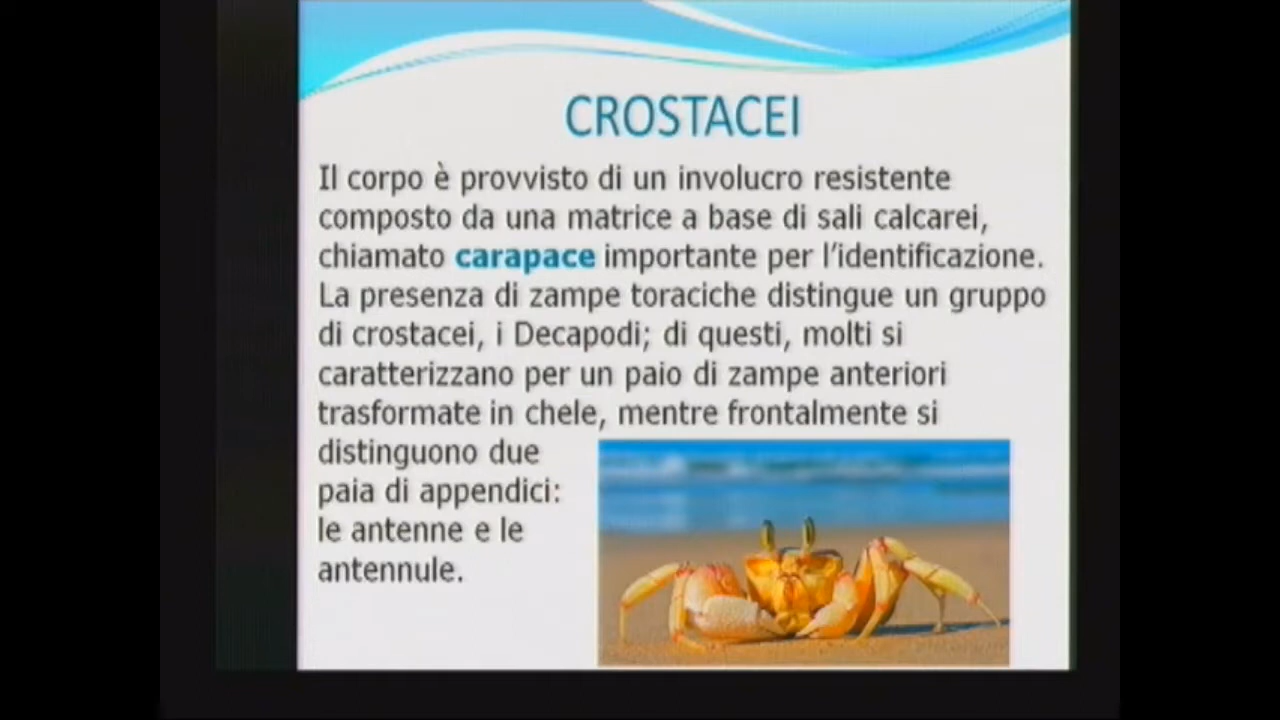 CROSTACEI
Il corpo è provvisto di un involucro resistente
composto da una matrice a base di sali calcarei,
chiamato carapace importante per l'identificazione.
La presenza di zampe toraciche distingue un gruppo
di crostacei, i Decapodi; di questi, molti si
caratterizzano per un paio di zampe anteriori
trasformate in chele, mentre frontalmente si
distinguono due
paia di appendici:
le antenne e le
antennule.